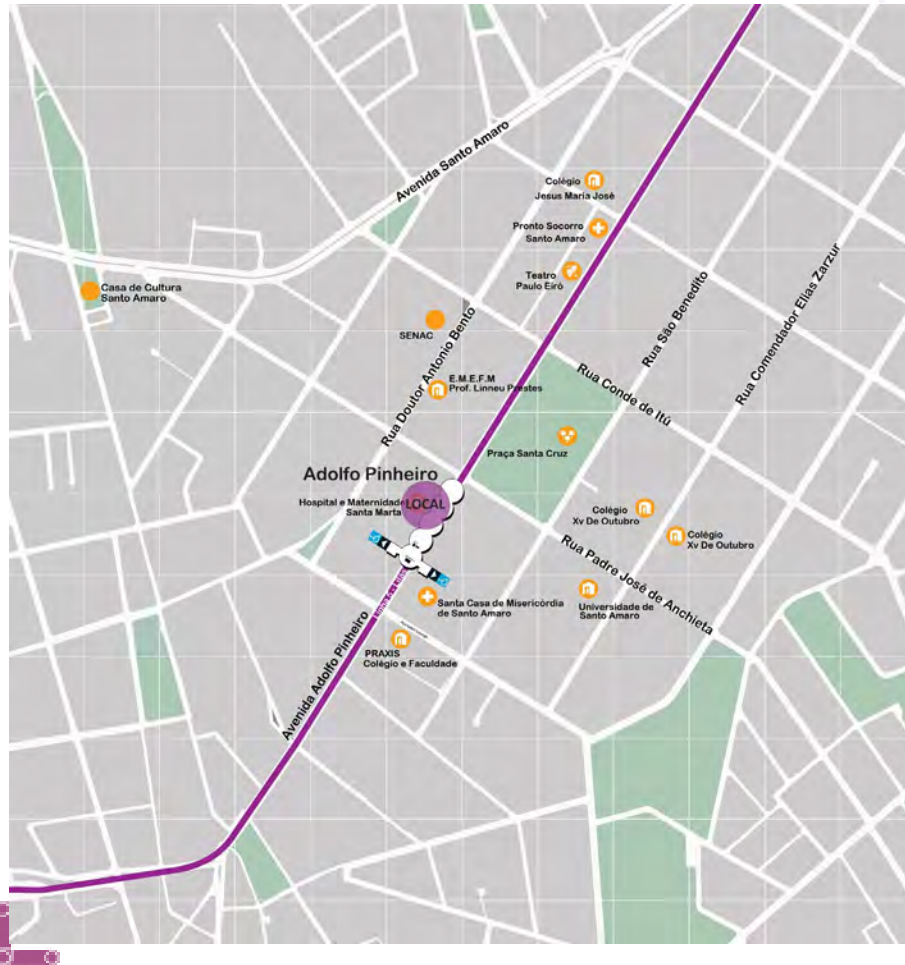 Avenida Santo Amaro
Colégio
Jesus Maria José
Pronto Socorro
Santo Amaro
Teatro
Paulo Eiró
Casa de Cultura
Santo Amaro
SENAC
Rua Doutor Antonio Bento
E.M.E.F.M
Prof. Linneu Prestes
Rua São Benedito
Rua Comendador Elias Zarzur
Rua Conde de Itú
Praça Santa Cruz
Adolfo Pinheiro
Hospital e Maternidade
Santa Marta
LOCAL
Colégio
Xv De Outubro
Colégio
Xv De Outubro
Rua Padre José de Anchieta
Universidade de
Santo Amaro
Santa Casa de Misericórdia
de Santo Amaro
PRAXIS
Colégio e Faculdade
Avenida Adolfo Pinheiro
Linha 5 - Lilás